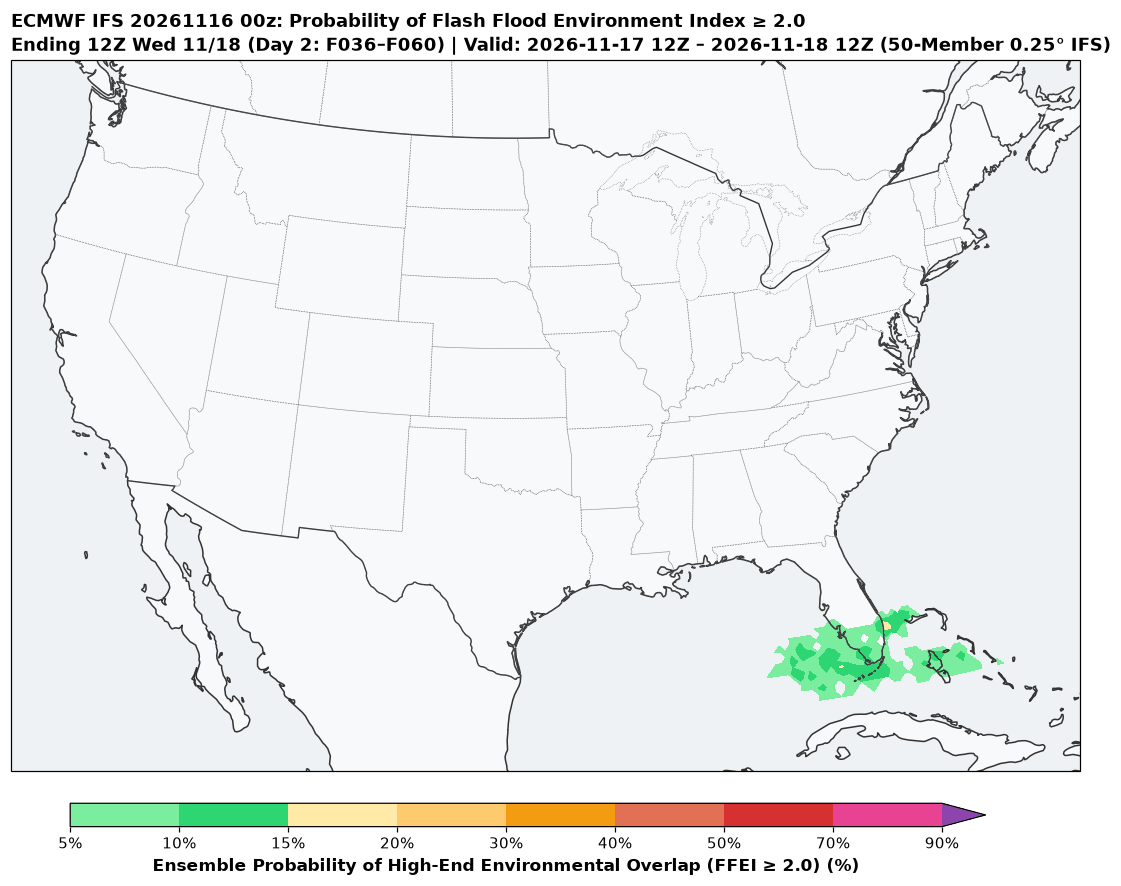 ECMWF IFS 20261116 00z: Probability of Flash Flood Environment Index ≥ 2.0
Ending 12Z Wed 11/18 (Day 2: F036–F060) | Valid: 2026-11-17 12Z – 2026-11-18 12Z (50-Member 0.25° IFS)
5% 10% 15% 20% 30% 40% 50% 70% 90%
Ensemble Probability of High-End Environmental Overlap (FFEI ≥ 2.0) (%)